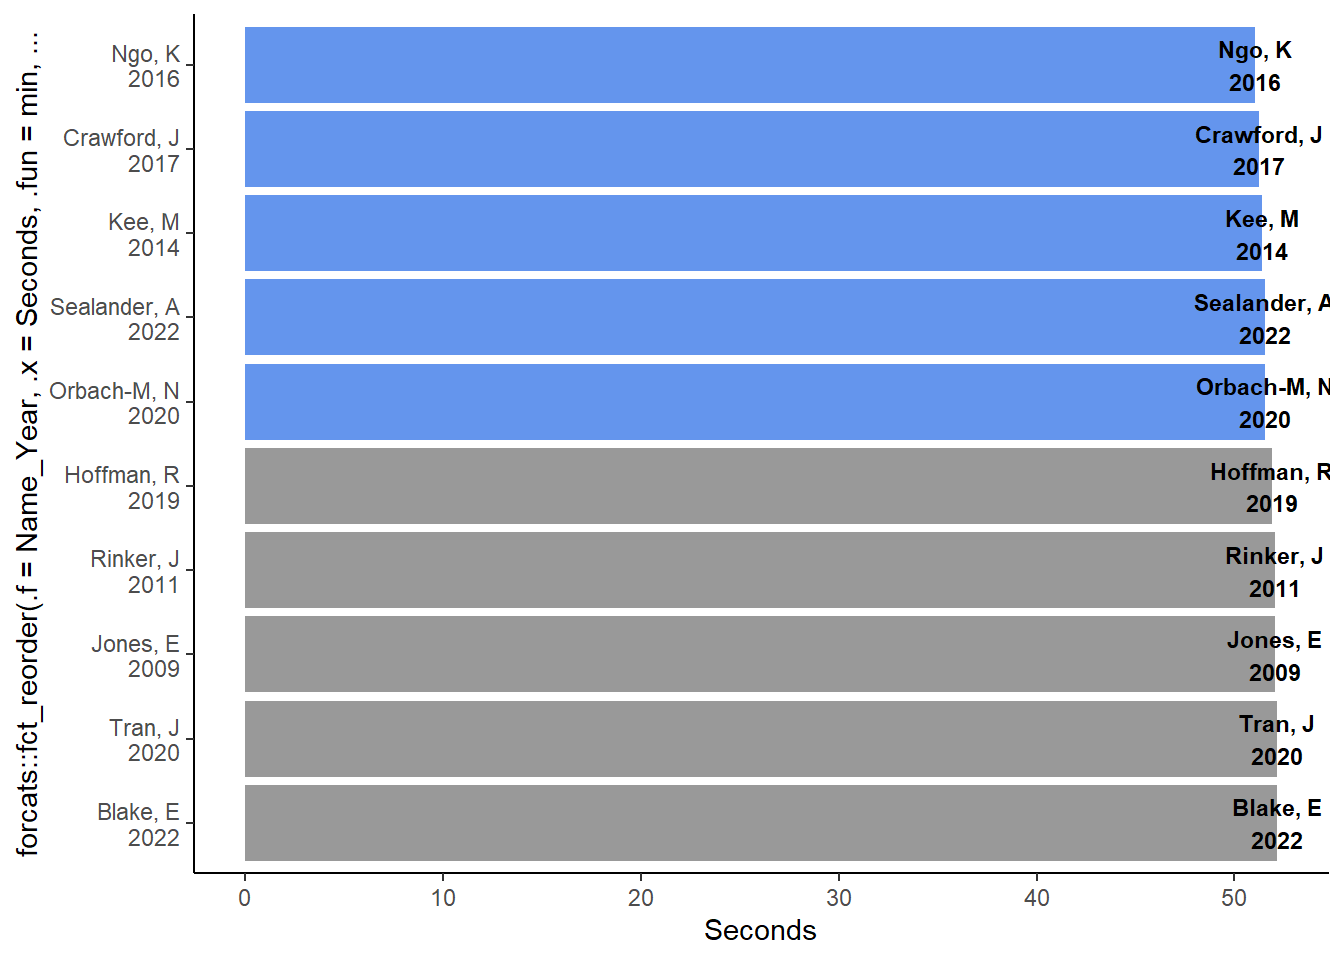 forcats::fct_reorder(.f = Name_Year, .x = Seconds, .fun = min, ...
Ngo, K
2016
Crawford, J
2017
Kee, M
2014
Sealander, A
2022
Orbach-M, N
2020
Hoffman, R
2019
Rinker, J
2011
Jones, E
2009
Tran, J
2020
Blake, E
2022
Ngo, K
2016
Crawford, J
2017
Kee, M
2014
Sealander, A
2022
Orbach-M, N
2020
Hoffman, R
2019
Rinker, J
2011
Jones, E
2009
Tran, J
2020
Blake, E
2022
0 10 20 30 40 50
Seconds